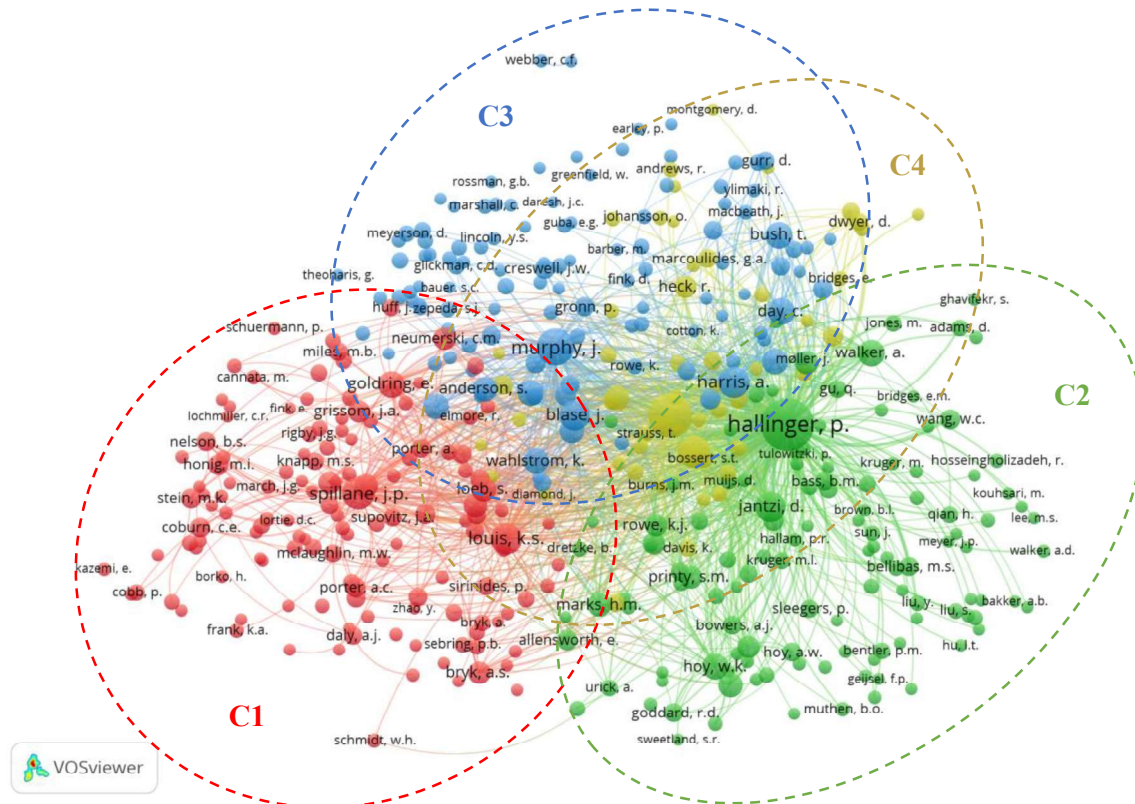 webber, c.f.
C3
montgomery, d.
earley, p.
C4
greenfield, w.
andrews, r.
gurr, d.
rossman, g.b.
ylimaki, r.
marshall, c.
daresh, j.c.
guba, e.g.
johansson, o.
macbeath, j.
dwyer, d.
meyerson, d.
lincoln, y.s.
barber, m.
bush, t.
marcoulides, g.a.
theoharis, g.
glickman, c.d.
creswell, j.w.
fink, d.
bridges, e.
bauer, s.c.
heck, r.
huff, j.
zepeda, s.j.
gronn, p.
day, c.
ghavifekr, s.
schuermann, p.
cotton, k.
jones, m.
adams, d.
miles, m.b.
neumerski, c.m.
murphy, j.
rowe, k.
møller, j.
walker, a.
cannata, m.
goldring, e.
anderson, s.
harris, a.
gu, q.
bridges, e.m.
C2
lochmiller, c.r.
fink, e.
grissom, j.a.
elmore, r.
blase, j.
hallinger, p.
wang, w.c.
nelson, b.s.
rigby, j.g.
porter, a.
strauss, t.
honig, m.i.
knapp, m.s.
wahlstrom, k.
bossert, s.t.
tulowitzki, p.
kruger, m.
hosseingholizadeh, r.
stein, m.k.
march, j.g.
spillane, j.p.
loeb, s.
diamond, j.
burns, j.m.
muijs, d.
bass, b.m.
kouhsari, m.
coburn, c.e.
lortie, d.c.
supovitz, j.a.
jantzi, d.
brown, b.l.
qian, h.
lee, m.s.
mclaughlin, m.w.
louis, k.s.
dretzke, b.
rowe, k.j.
davis, k.
hallam, p.r.
sun, j.
meyer, j.p.
walker, a.d.
kazemi, e.
borko, h.
kruger, m.l.
bellibas, m.s.
cobb, p.
porter, a.c.
sirinides, p.
printy, s.m.
zhao, y.
marks, h.m.
sleegers, p.
liu, y.
liu, s.
bakker, a.b.
frank, k.a.
daly, a.j.
bryk, a.
sebring, p.b.
allensworth, e.
bowers, a.j.
hu, l.t.
bryk, a.s.
hoy, w.k.
hoy, a.w.
bentler, p.m.
urick, a.
geijsel, f.p.
C1
goddard, r.d.
muthen, b.o.
schmidt, w.h.
sweetland, s.r.
VOSviewer